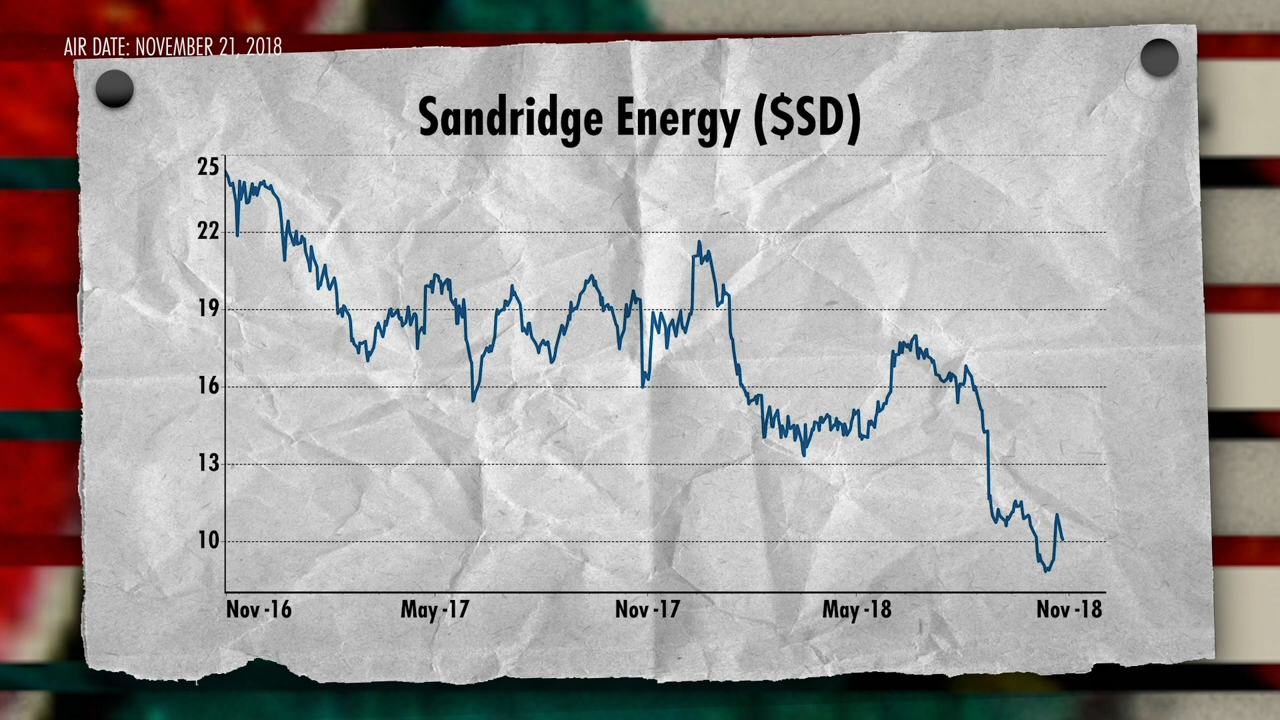 AIR DATE: NOVEMBER 21, 2018
Sandridge Energy ($SD)
25
22
19
16
13
10
Nov -16 May -17 Nov -17 May -18 Nov -18